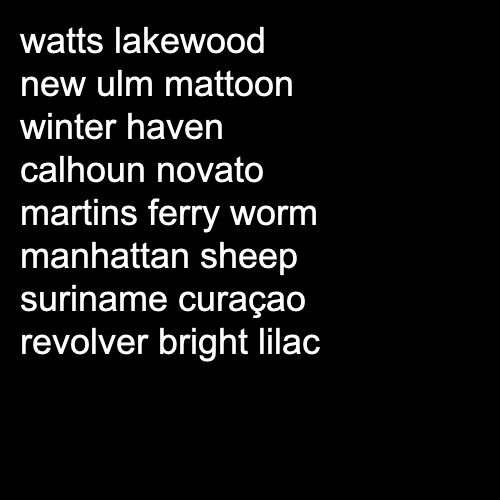 watts lakewood
new ulm mattoon
winter haven
calhoun novato
martins ferry worm
manhattan sheep
suriname curaçao
revolver bright lilac